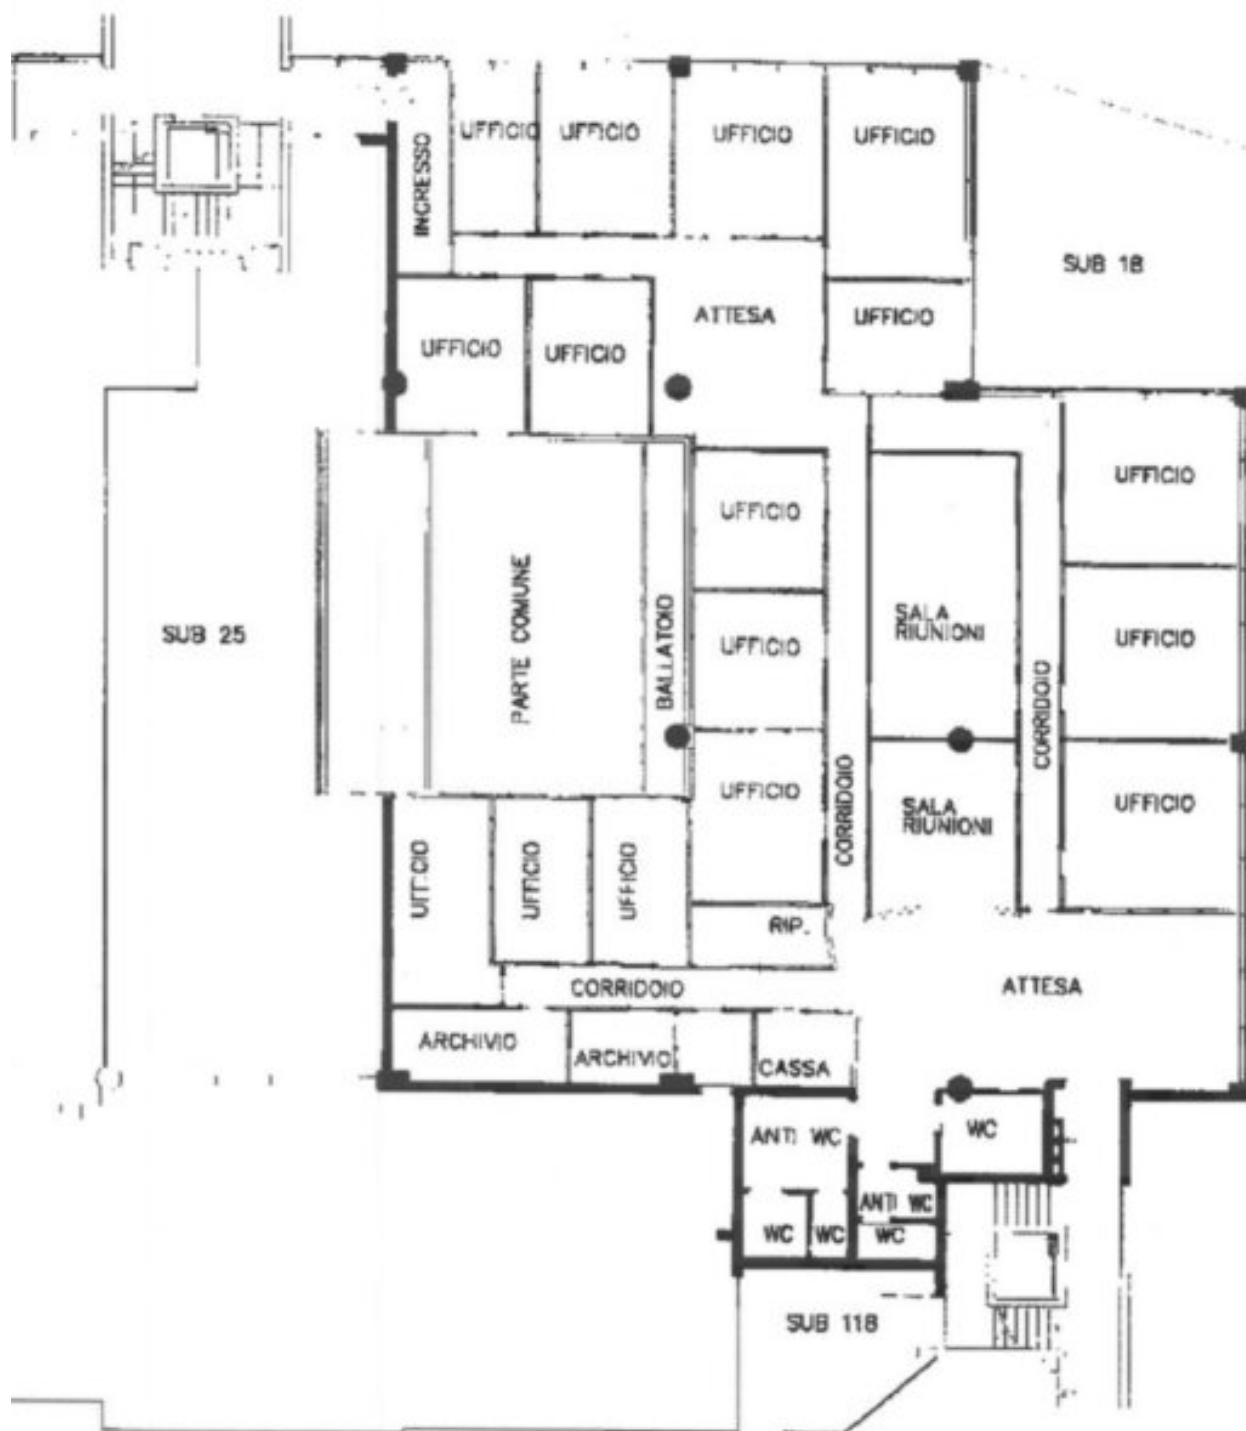 UFFICIO
UFFICIO
UFFICIO
UFFICIO
INGRESSO
SUB 18
ATTESA
UFFICIO
UFFICIO
UFFICIO
UFFICIO
UFFICIO
PARTE COMUNE
BALLATOIO
SALA
RIUNIONI
SUB 25
UFFICIO
UFFICIO
CORRIDOIO
UFFICIO
CORRIDOIO
SALA
RIUNIONI
UFFICIO
UFFICIO
UFFICIO
UFFICIO
RIP.
CORRIDOIO
ATTESA
ARCHIVIO
ARCHIVIO
CASSA
ANTI WC
WC
ANTI WC
WC
WC
WC
SUB 118